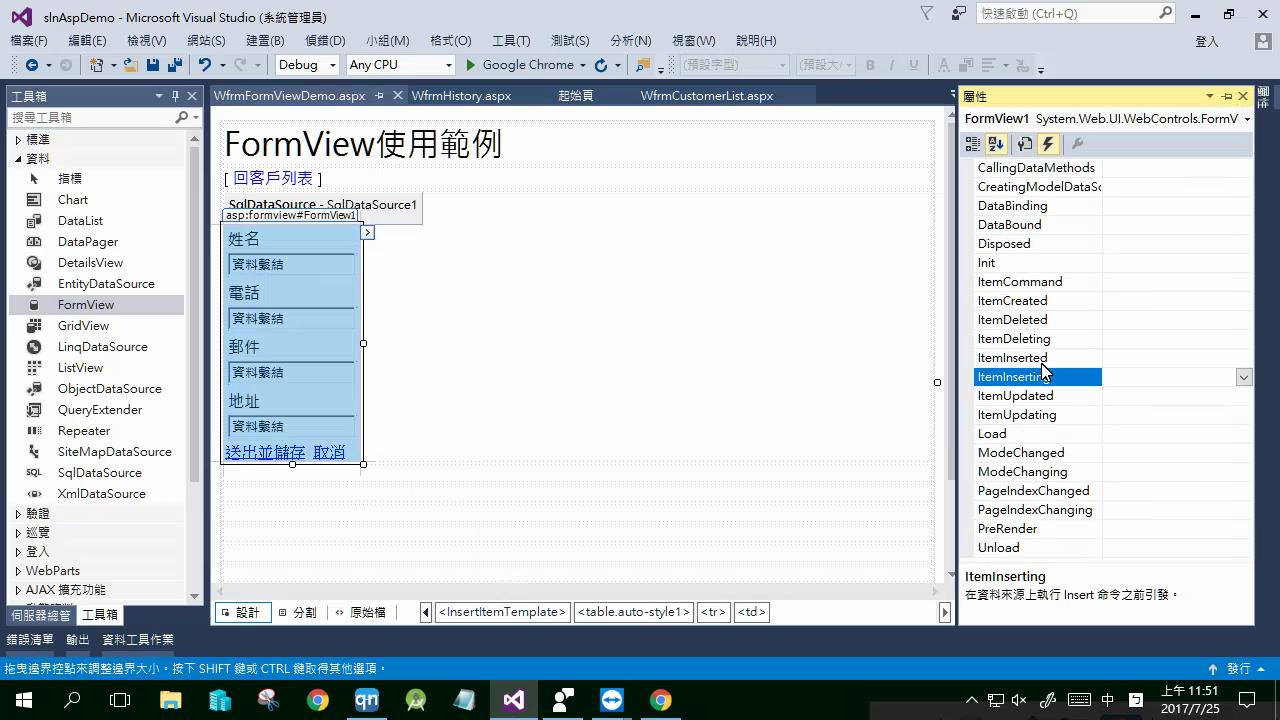 slnAspDemo - Microsoft Visual Studio (系統管理員)
快速啟動 (Ctrl+Q)
檔案(F) 編輯(E) 檢視(V) 網站(S) 建置(B) 偵錯(D) 小組(M) 格式(O) 工具(T) 測試(S) 分析(N) 視窗(W) 說明(H)
登入
Debug Any CPU Google Chrome (預設字型) (預設大 B I U A
工具箱
搜尋工具箱
標準
資料
指標
Chart
DataList
DataPager
DetailsView
EntityDataSource
FormView
GridView
LinqDataSource
ListView
ObjectDataSource
QueryExtender
Repeater
SiteMapDataSource
SqlDataSource
XmlDataSource
驗證
巡覽
登入
WebParts
AJAX 擴充功能
伺服器總管 工具箱
WfrmFormViewDemo.aspx WfrmHistory.aspx 起始頁 WfrmCustomerList.aspx
FormView使用範例
[ 回客戶列表 ]
SqlDataSource - SqlDataSource1
asp:formview#FormView1
姓名
資料繫結
電話
資料繫結
郵件
資料繫結
地址
資料繫結
送出並儲存 取消
設計 分割 原始檔 <InsertItemTemplate> <table.auto-style1> <tr> <td>
屬性
FormView1 System.Web.UI.WebControls.FormV
CallingDataMethods
CreatingModelDataSo
DataBinding
DataBound
Disposed
Init
ItemCommand
ItemCreated
ItemDeleted
ItemDeleting
ItemInserted
ItemInserting
ItemUpdated
ItemUpdating
Load
ModeChanged
ModeChanging
PageIndexChanged
PageIndexChanging
PreRender
Unload
ItemInserting
在資料來源上執行 Insert 命令之前引發。
錯誤清單 輸出 資料工具作業
拖曳邊界控點來調整邊界大小。按下 SHIFT 鍵或 CTRL 鍵取得其他選項。
發行
qn
中
上午 11:51
2017/7/25